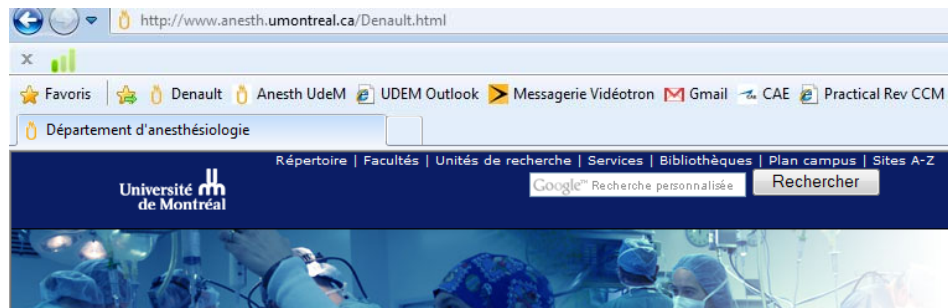 http://www.anesth.umontreal.ca/Denault.html
x
Favoris Denault Anesth UdeM UDEM Outlook Messagerie Vidéotron Gmail CAE Practical Rev CCM
Département d'anesthésiologie
Répertoire | Facultés | Unités de recherche | Services | Bibliothèques | Plan campus | Sites A-Z
Google™ Recherche personnalisée Rechercher
Université
de Montréal